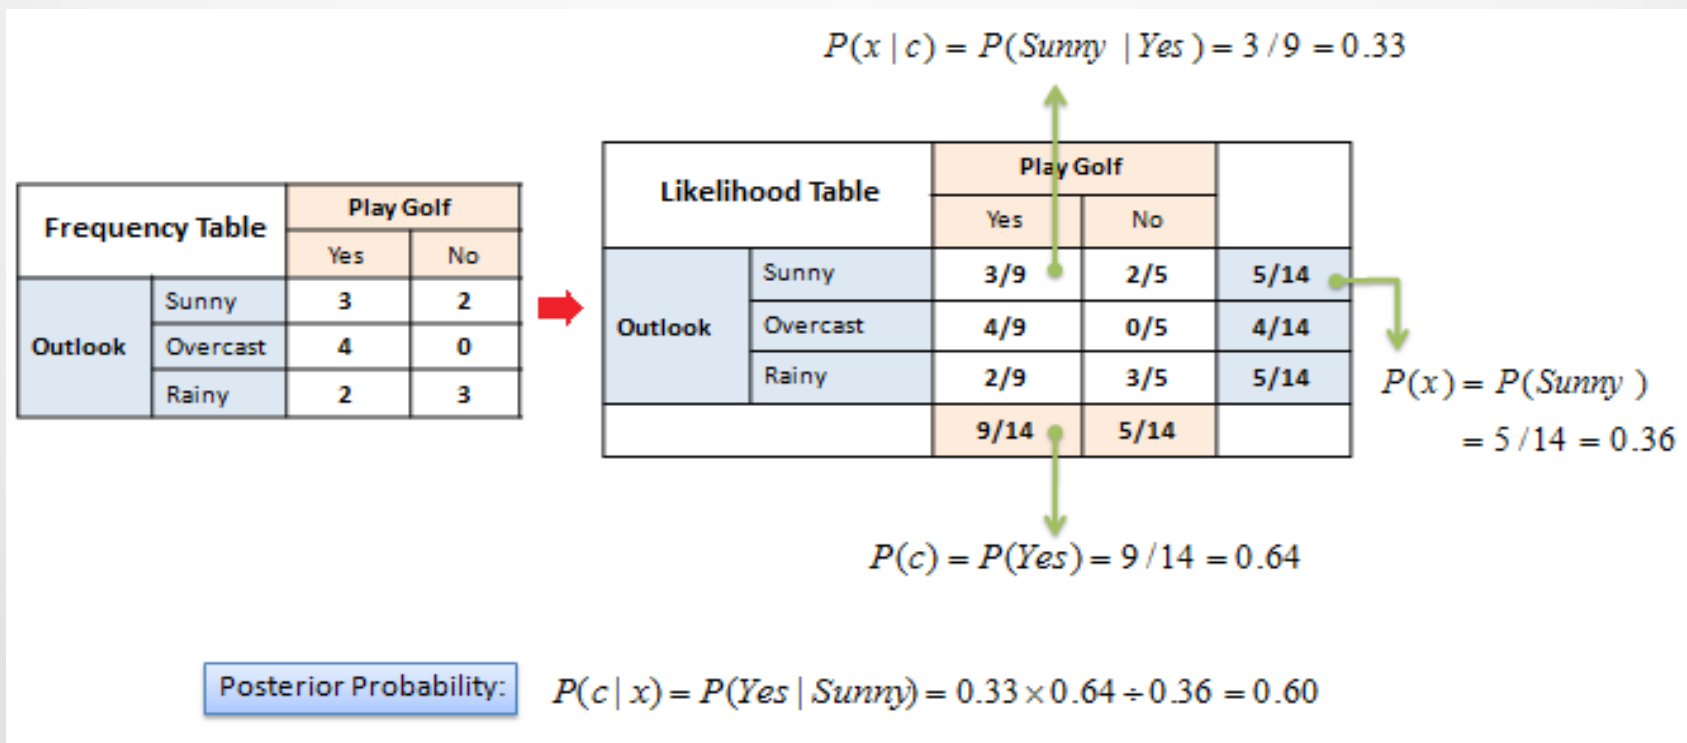 P(x | c) = P(Sunny | Yes) = 3 / 9 = 0.33
Frequency Table
Play Golf
Yes No
Outlook
Sunny 3 2
Overcast 4 0
Rainy 2 3
Likelihood Table
Play Golf
Yes No
Outlook
Sunny 3/9 2/5 5/14
Overcast 4/9 0/5 4/14
Rainy 2/9 3/5 5/14
9/14 5/14
P(x) = P(Sunny)
= 5 / 14 = 0.36
P(c) = P(Yes) = 9 / 14 = 0.64
Posterior Probability: P(c | x) = P(Yes | Sunny) = 0.33 × 0.64 ÷ 0.36 = 0.60